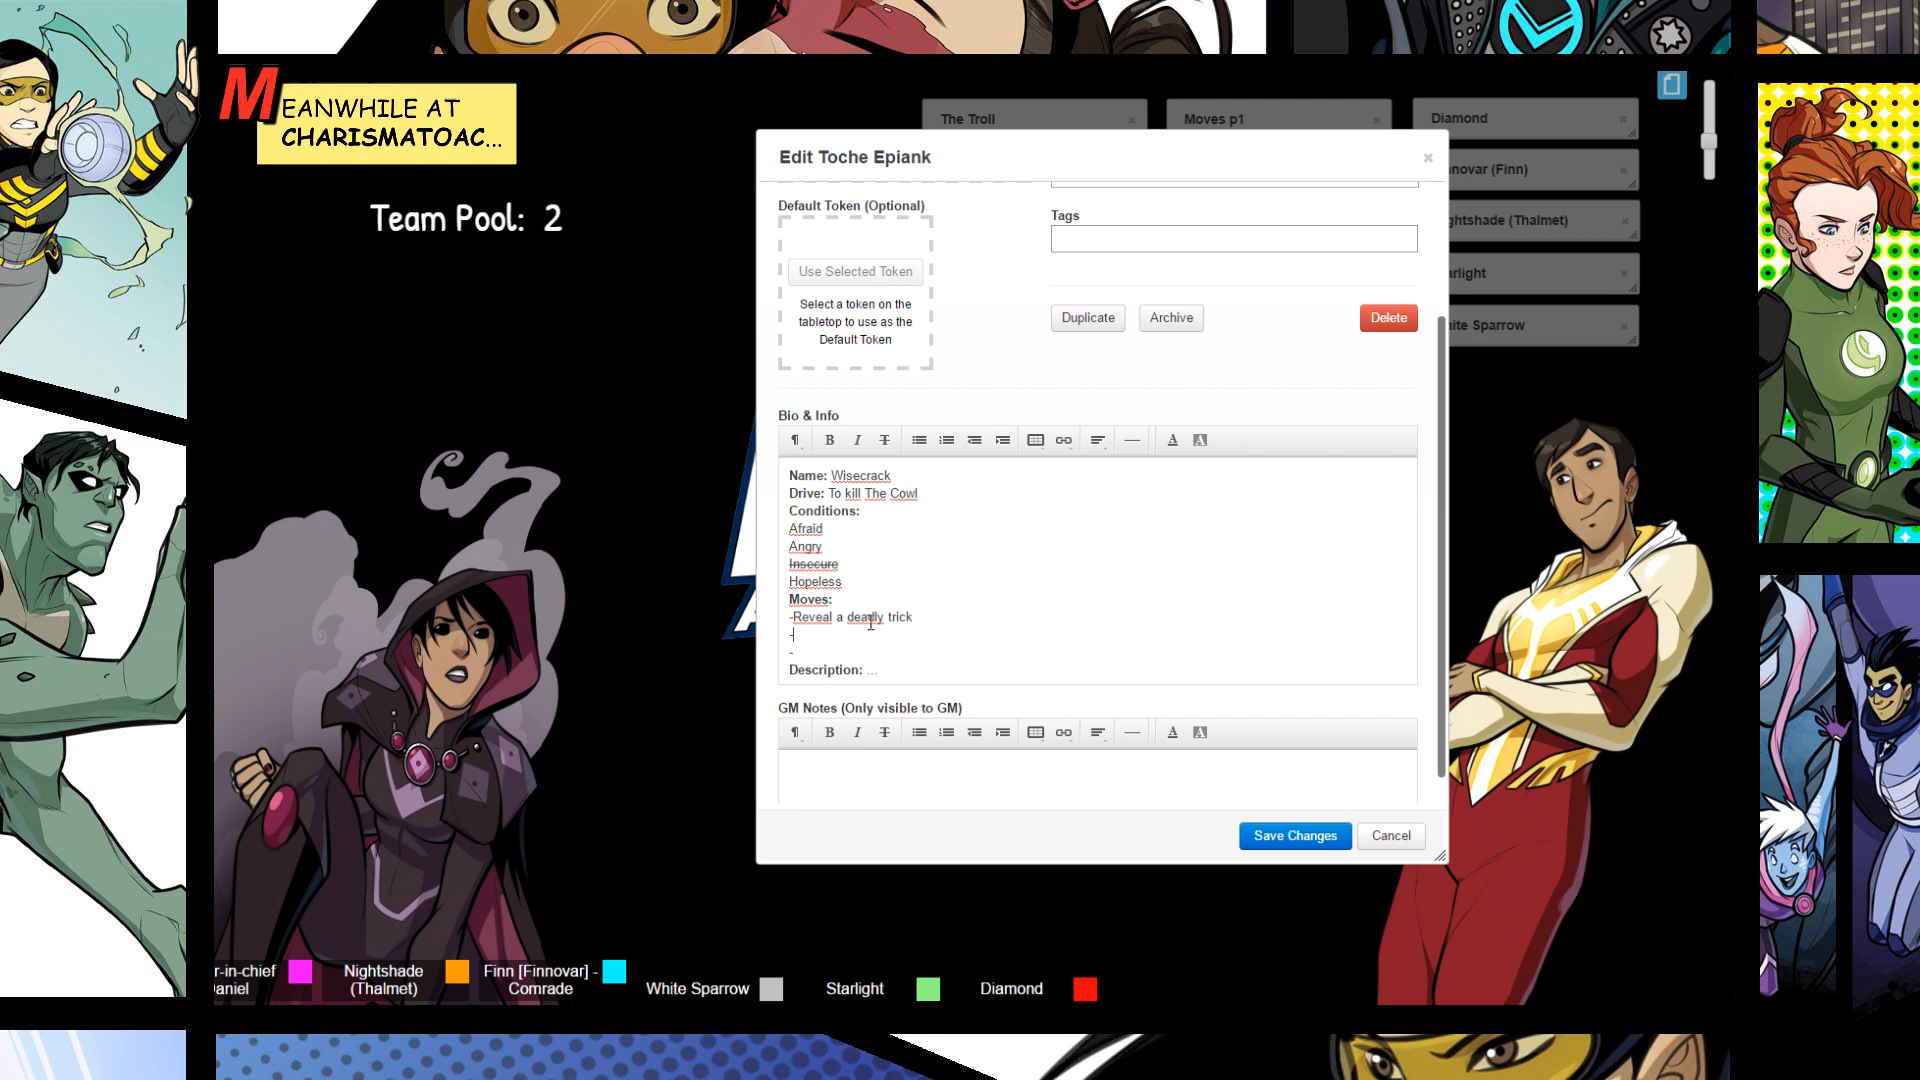 MEANWHILE AT
CHARISMATOAC...
Team Pool: 2
The Troll
Moves p1
Diamond
novar (Finn)
ghtshade (Thalmet)
rlight
ite Sparrow
Edit Toche Epiank
Default Token (Optional)
Use Selected Token
Select a token on the
tabletop to use as the
Default Token
Tags
Duplicate
Archive
Delete
Bio & Info
Name: Wisecrack
Drive: To kill The Cowl
Conditions:
Afraid
Angry
Insecure
Hopeless
Moves:
-Reveal a deadly trick
-
-
Description: ...
GM Notes (Only visible to GM)
Save Changes
Cancel
r-in-chief
aniel
Nightshade
(Thalmet)
Finn [Finnovar] -
Comrade
White Sparrow
Starlight
Diamond